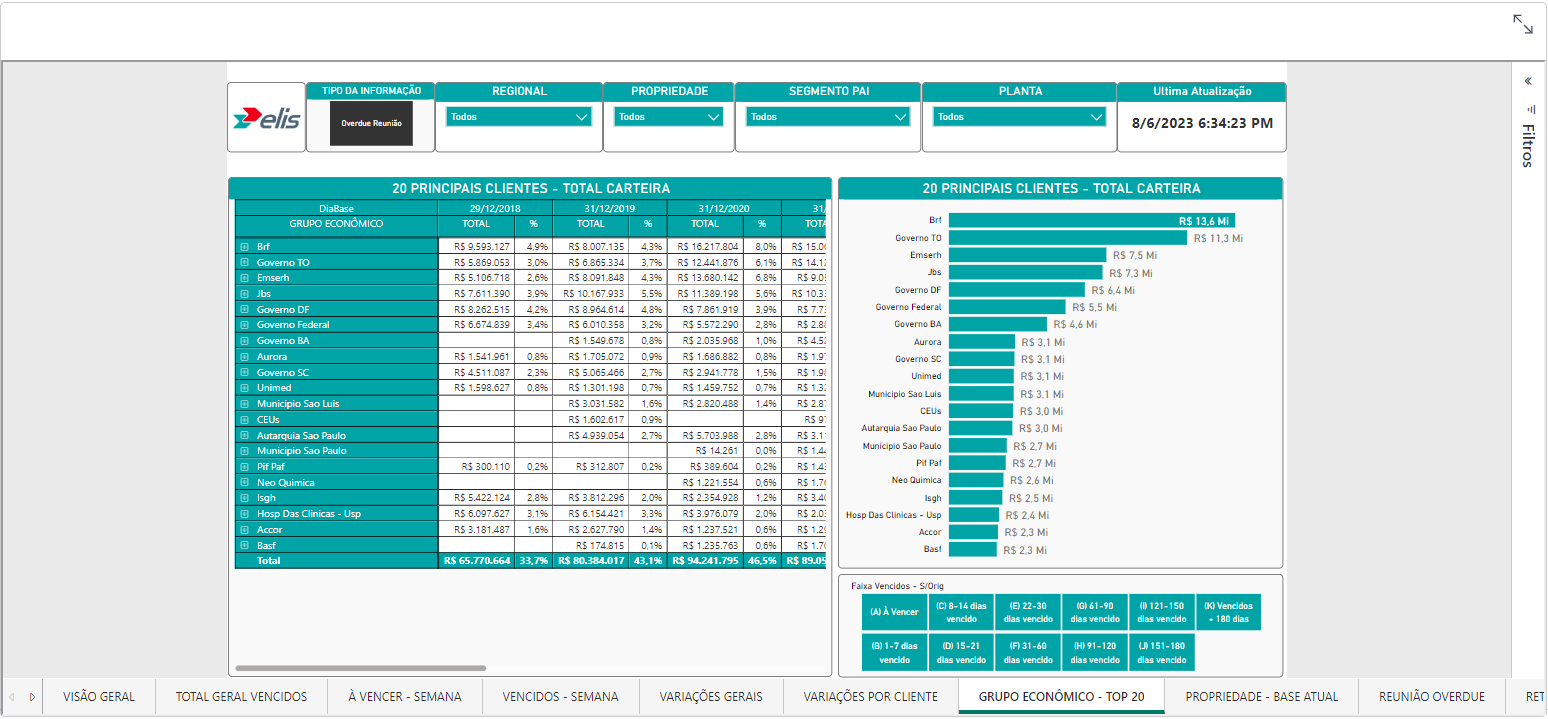 elis
TIPO DA INFORMAÇÃO
Overdue Reunião
REGIONAL
Todos
PROPRIEDADE
Todos
SEGMENTO PAI
Todos
PLANTA
Todos
Ultima Atualização
8/6/2023 6:34:23 PM
Filtros
20 PRINCIPAIS CLIENTES - TOTAL CARTEIRA
DiaBase 29/12/2018 31/12/2019 31/12/2020 31/
GRUPO ECONÔMICO TOTAL % TOTAL % TOTAL % TOTA
Brf R$ 9.593.127 4,9% R$ 8.007.135 4,3% R$ 16.217.804 8,0% R$ 15.0
Governo TO R$ 5.869.053 3,0% R$ 6.865.334 3,7% R$ 12.441.876 6,1% R$ 14.1
Emserh R$ 5.106.718 2,6% R$ 8.091.848 4,3% R$ 13.680.142 6,8% R$ 9.0
Jbs R$ 7.611.390 3,9% R$ 10.167.933 5,5% R$ 11.389.198 5,6% R$ 10.3
Governo DF R$ 8.262.515 4,2% R$ 8.964.614 4,8% R$ 7.861.919 3,9% R$ 7.7
Governo Federal R$ 6.674.839 3,4% R$ 6.010.358 3,2% R$ 5.572.290 2,8% R$ 2.8
Governo BA R$ 1.549.678 0,8% R$ 2.035.968 1,0% R$ 4.5
Aurora R$ 1.541.961 0,8% R$ 1.705.072 0,9% R$ 1.686.882 0,8% R$ 1.9
Governo SC R$ 4.511.087 2,3% R$ 5.065.466 2,7% R$ 2.941.778 1,5% R$ 1.9
Unimed R$ 1.598.627 0,8% R$ 1.301.198 0,7% R$ 1.459.752 0,7% R$ 1.3
Municipio Sao Luis R$ 3.031.582 1,6% R$ 2.820.488 1,4% R$ 2.8
CEUs R$ 1.602.617 0,9% R$ 9
Autarquia Sao Paulo R$ 4.939.054 2,7% R$ 5.703.988 2,8% R$ 3.1
Municipio Sao Paulo R$ 14.261 0,0% R$ 1.4
Pif Paf R$ 300.110 0,2% R$ 312.807 0,2% R$ 389.604 0,2% R$ 1.4
Neo Quimica R$ 1.221.554 0,6% R$ 1.7
Isgh R$ 5.422.124 2,8% R$ 3.812.296 2,0% R$ 2.354.928 1,2% R$ 3.4
Hosp Das Clinicas - Usp R$ 6.097.627 3,1% R$ 6.154.421 3,3% R$ 3.976.079 2,0% R$ 2.0
Accor R$ 3.181.487 1,6% R$ 2.627.790 1,4% R$ 1.237.521 0,6% R$ 1.2
Basf R$ 174.815 0,1% R$ 1.235.763 0,6% R$ 1.7
Total R$ 65.770.664 33,7% R$ 80.384.017 43,1% R$ 94.241.795 46,5% R$ 89.0
20 PRINCIPAIS CLIENTES - TOTAL CARTEIRA
Brf R$ 13,6 Mi
Governo TO R$ 11,3 Mi
Emserh R$ 7,5 Mi
Jbs R$ 7,3 Mi
Governo DF R$ 6,4 Mi
Governo Federal R$ 5,5 Mi
Governo BA R$ 4,6 Mi
Aurora R$ 3,1 Mi
Governo SC R$ 3,1 Mi
Unimed R$ 3,1 Mi
Municipio Sao Luis R$ 3,1 Mi
CEUs R$ 3,0 Mi
Autarquia Sao Paulo R$ 3,0 Mi
Municipio Sao Paulo R$ 2,7 Mi
Pif Paf R$ 2,7 Mi
Neo Quimica R$ 2,6 Mi
Isgh R$ 2,5 Mi
Hosp Das Clinicas - Usp R$ 2,4 Mi
Accor R$ 2,3 Mi
Basf R$ 2,3 Mi
Faixa Vencidos - S/Orig
(A) À Vencer
(C) 8-14 dias
vencido
(E) 22-30
dias vencido
(G) 61-90
dias vencido
(I) 121-150
dias vencido
(K) Vencidos
+ 180 dias
(B) 1-7 dias
vencido
(D) 15-21
dias vencido
(F) 31-60
dias vencido
(H) 91-120
dias vencido
(J) 151-180
dias vencido
VISÃO GERAL TOTAL GERAL VENCIDOS À VENCER - SEMANA VENCIDOS - SEMANA VARIAÇÕES GERAIS VARIAÇÕES POR CLIENTE GRUPO ECONÔMICO - TOP 20 PROPRIEDADE - BASE ATUAL REUNIÃO OVERDUE RET